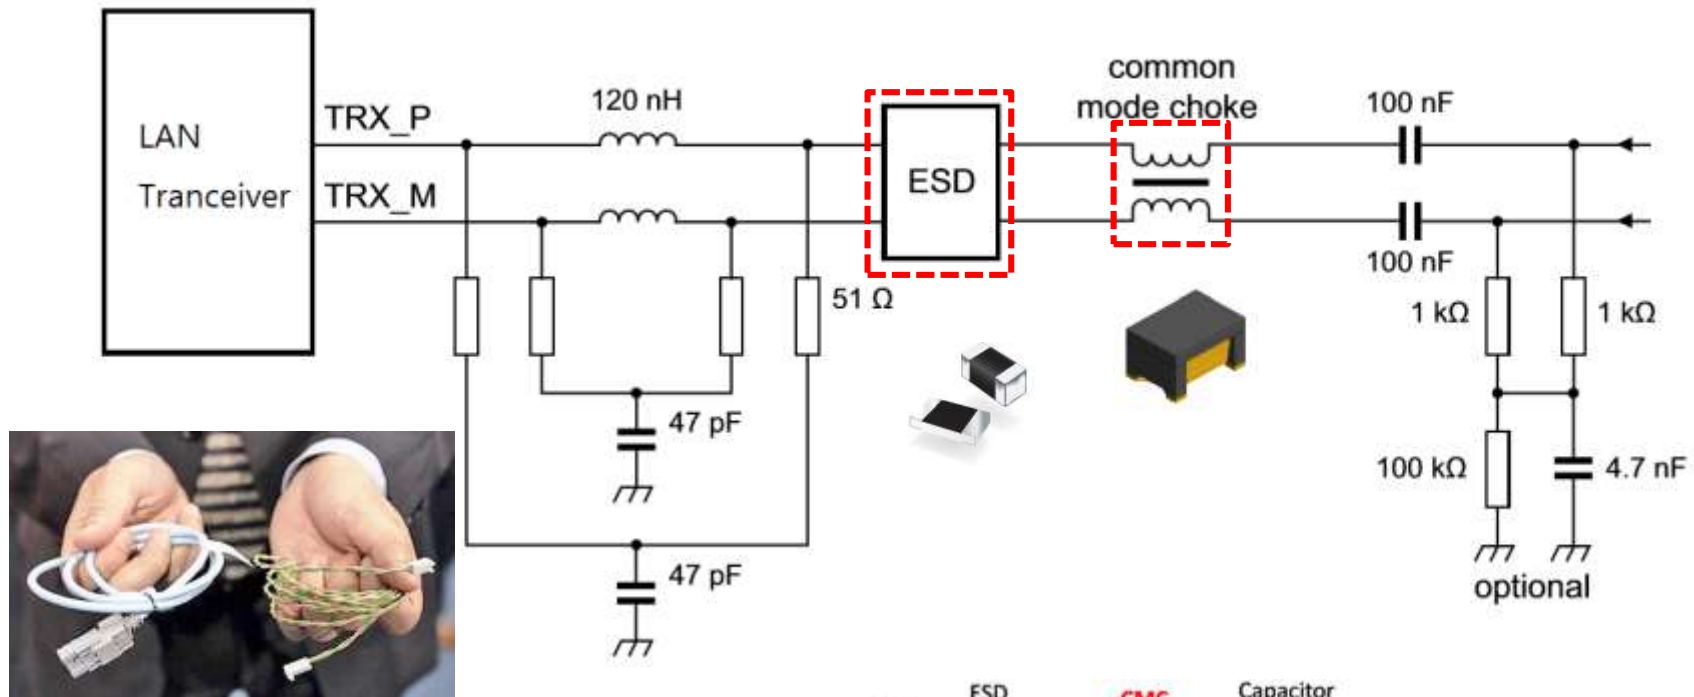 common
mode choke
120 nH
100 nF
TRX_P
LAN
Tranceiver
TRX_M
ESD
100 nF
51 Ω
1 kΩ
1 kΩ
47 pF
100 kΩ
4.7 nF
optional
47 pF
ESD
CMC
Capacitor